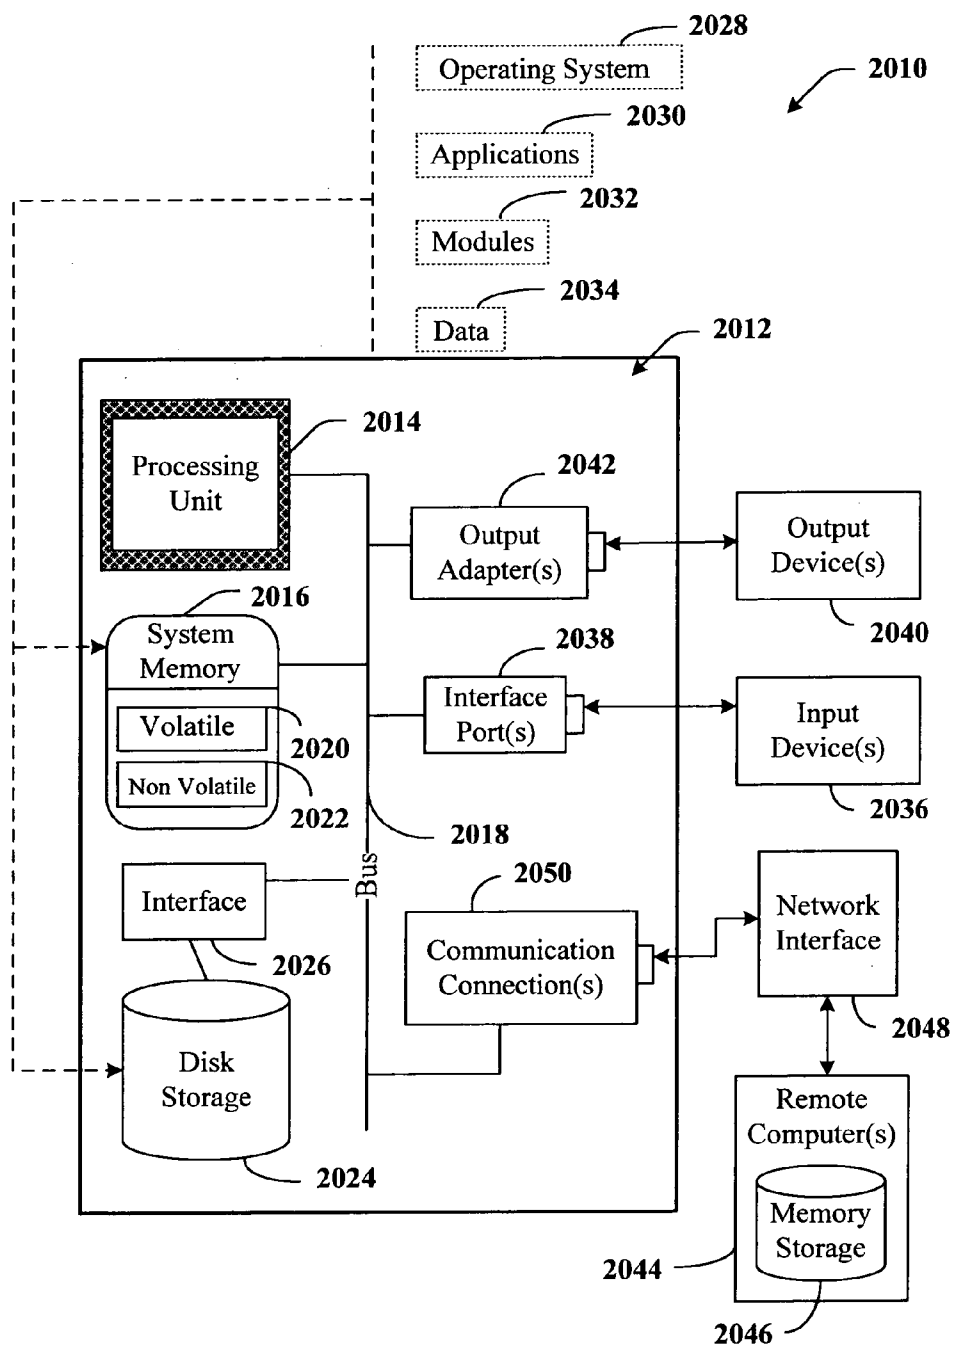 2028
Operating System
2010
2030
Applications
2032
Modules
2034
Data
2012
2014
Processing
Unit
2042
Output
Adapter(s)
Output
Device(s)
2040
2016
System
Memory
Volatile
2020
Non Volatile
2022
2038
Interface
Port(s)
Input
Device(s)
2036
2018
Bus
Interface
2026
2050
Communication
Connection(s)
Network
Interface
2048
Disk
Storage
2024
Remote
Computer(s)
Memory
Storage
2044
2046